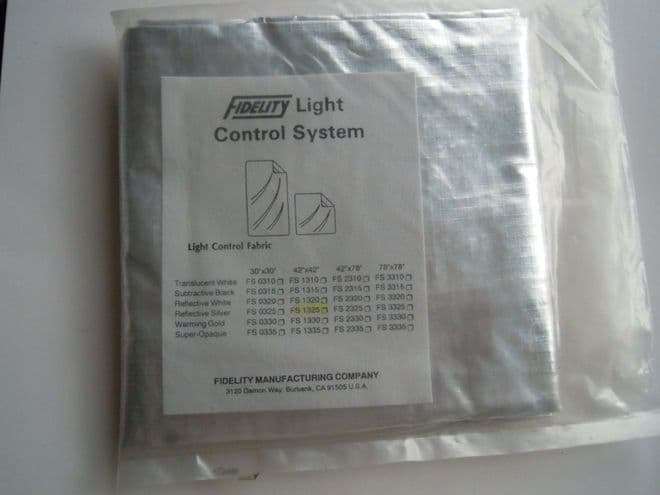 FIDELITY Light
Control System
Light Control Fabric
30"x30" 42"x42" 42"x78" 78"x78"
Translucent White FS 0310 FS 1310 FS 2310 FS 3310
Subtractive Black FS 0315 FS 1315 FS 2315 FS 3315
Reflective White FS 0320 FS 1320 FS 2320 FS 3320
Reflective Silver FS 0325 FS 1325 FS 2325 FS 3325
Warming Gold FS 0330 FS 1330 FS 2330 FS 3330
Super-Opaque FS 0335 FS 1335 FS 2335 FS 3335
FIDELITY MANUFACTURING COMPANY
3120 Damon Way, Burbank, CA 91505 U.S.A.